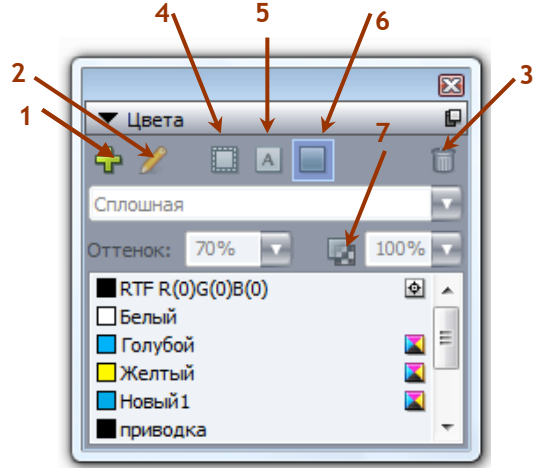 4 5 6
2 3
1 7
Цвета
A
Сплошная
Оттенок: 70% 100%
RTF R(0)G(0)B(0)
Белый
Голубой
Желтый
Новый1
приводка